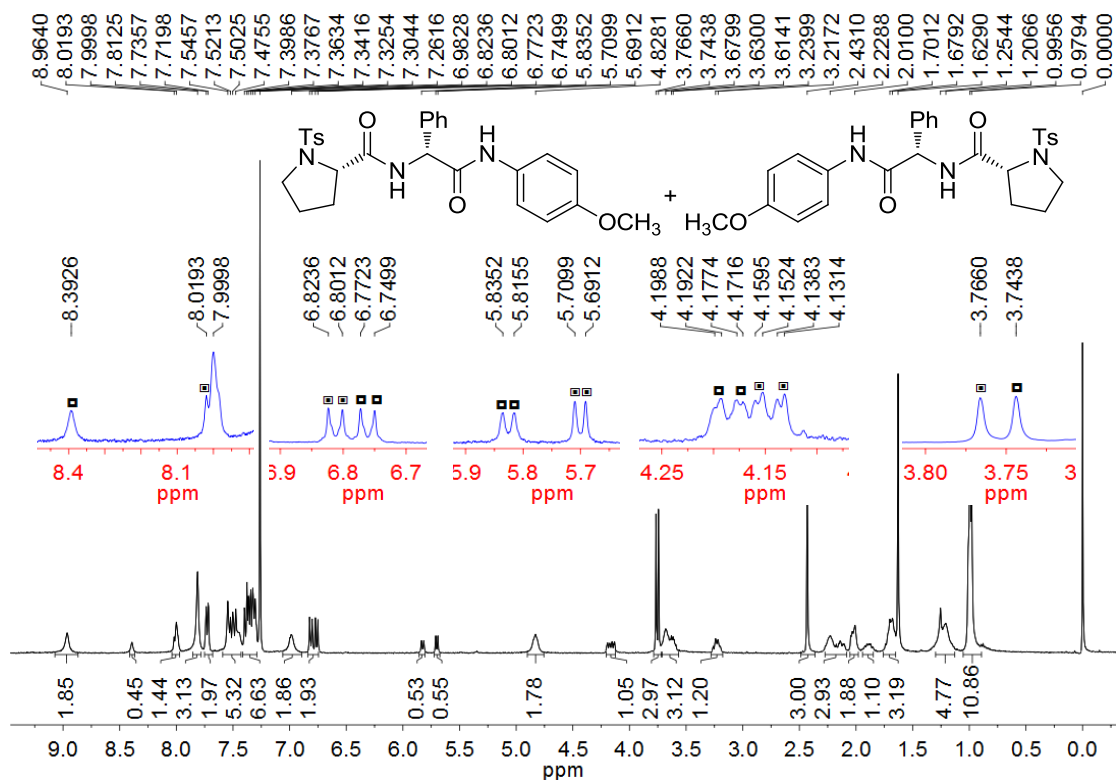 8.9640 8.0193 7.9998 7.8125 7.7357 7.7198 7.5457 7.5213 7.5025 7.4755 7.3986 7.3767 7.3634 7.3416 7.3254 7.3044 7.2616 6.9828 6.8236 6.8012 6.7723 6.7499 5.8352 5.7099 5.6912 4.8281 3.7660 3.7438 3.6799 3.6300 3.6141 3.2399 3.2172 2.4310 2.2288 2.0100 1.7012 1.6792 1.6290 1.2544 1.2066 0.9956 0.9794 0.0000
Ts O Ph H N
N
N H O
OCH3
+
Ph O Ts
H N
N
O N H
H3CO
8.3926 8.0193 7.9998 6.8236 6.8012 6.7723 6.7499 5.8352 5.8155 5.7099 5.6912 4.1988 4.1922 4.1774 4.1716 4.1595 4.1524 4.1383 4.1314 3.7660 3.7438
8.4 8.1 6.9 6.8 6.7 5.9 5.8 5.7 4.25 4.15 3.80 3.75 3
ppm ppm ppm ppm ppm
1.85 0.45 1.44 3.13 1.97 5.32 6.63 1.86 1.93 0.53 0.55 1.78 1.05 2.97 3.12 1.20 3.00 2.93 1.88 1.10 3.19 4.77 10.86
9.0 8.5 8.0 7.5 7.0 6.5 6.0 5.5 5.0 4.5 4.0 3.5 3.0 2.5 2.0 1.5 1.0 0.5 0.0
ppm